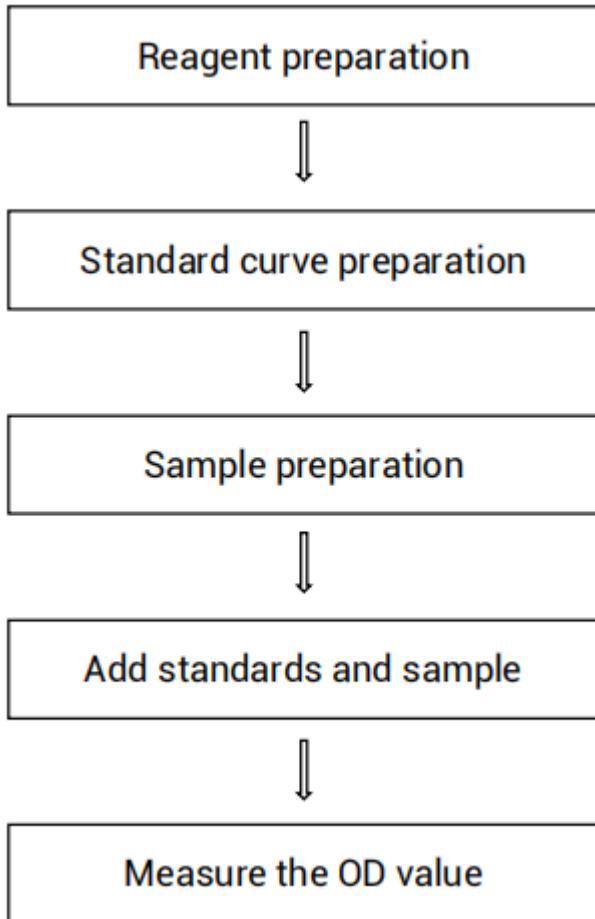 Reagent preparation
Standard curve preparation
Sample preparation
Add standards and sample
Measure the OD value